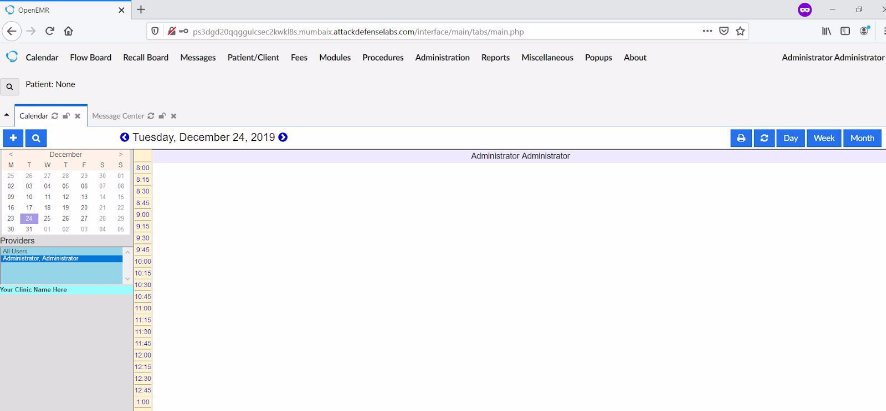 OpenEMR
ps3dgd20qqggulcsec2kwkl8s.mumbaix.attackdefenselabs.com/interface/main/tabs/main.php
Calendar Flow Board Recall Board Messages Patient/Client Fees Modules Procedures Administration Reports Miscellaneous Popups About Administrator Administrator
Patient: None
Calendar Message Center
Tuesday, December 24, 2019 Day Week Month
< December > Administrator Administrator
M T W T F S S
25 26 27 28 29 30 01
02 03 04 05 06 07 08
09 10 11 12 13 14 15
16 17 18 19 20 21 22
23 24 25 26 27 28 29
30 31 01 02 03 04 05
Providers
All Users
Administrator, Administrator
Your Clinic Name Here
8:00
8:15
8:30
8:45
9:00
9:15
9:30
9:45
10:00
10:15
10:30
10:45
11:00
11:15
11:30
11:45
12:00
12:15
12:30
12:45
1:00